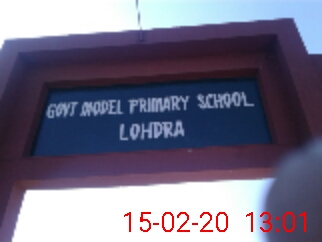 GOVT MODEL PRIMARY SCHOOL
LOHDRA
15-02-20 13:01